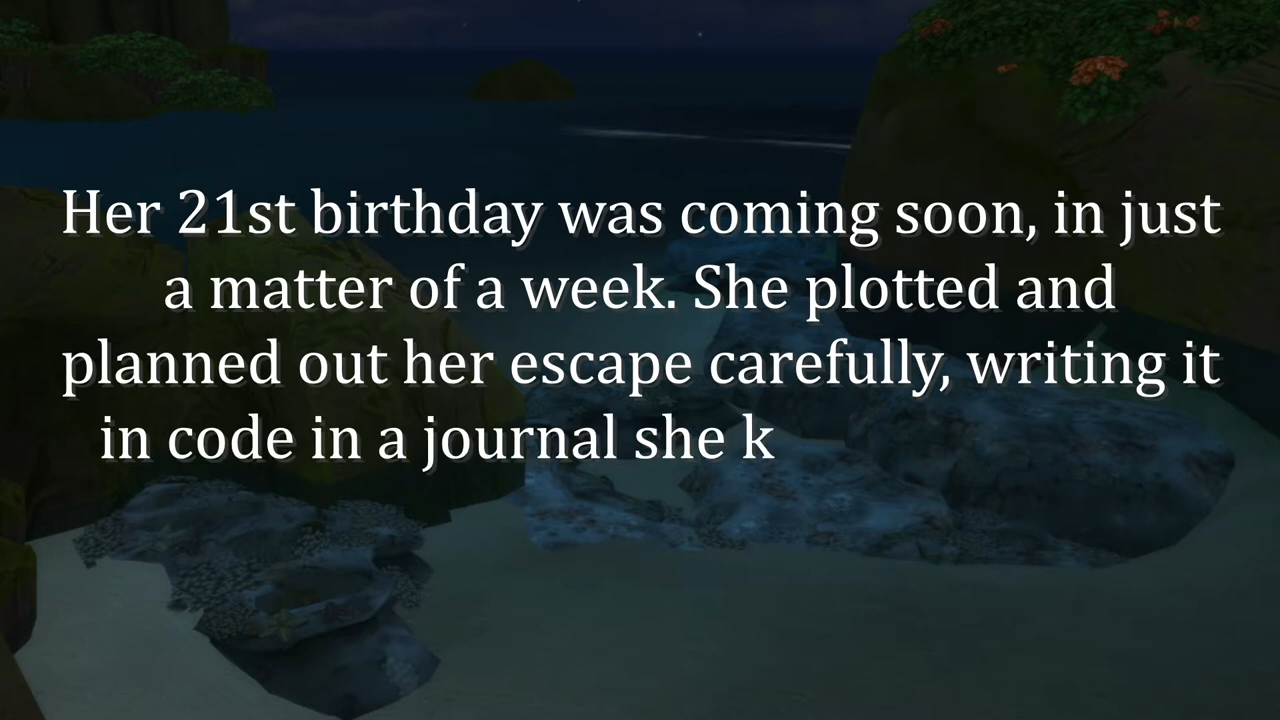 Her 21st birthday was coming soon, in just
a matter of a week. She plotted and
planned out her escape carefully, writing it
in code in a journal she k